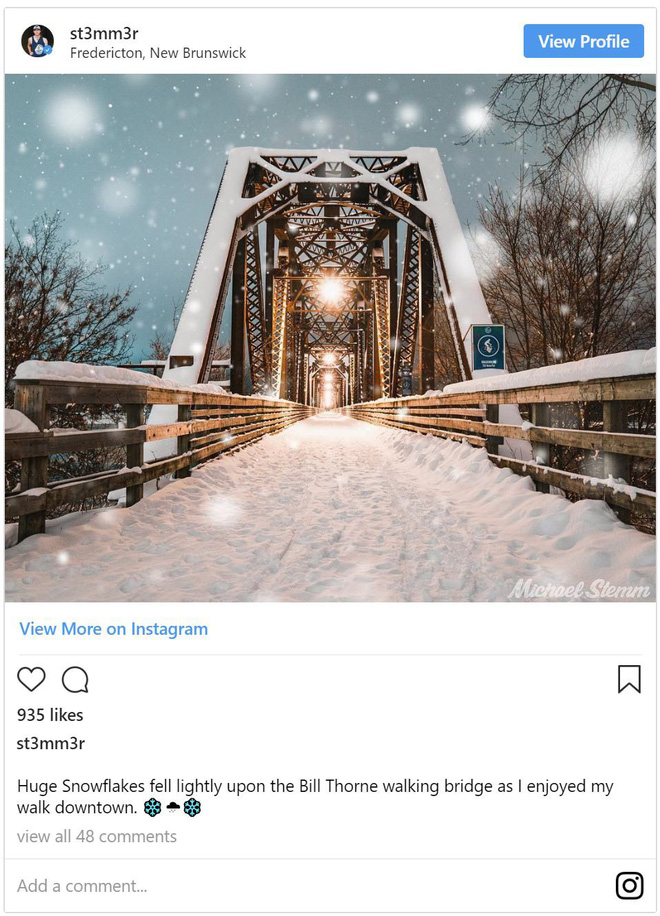 st3mm3r
Fredericton, New Brunswick
View Profile
Michael Stemm
View More on Instagram
935 likes
st3mm3r
Huge Snowflakes fell lightly upon the Bill Thorne walking bridge as I enjoyed my
walk downtown.
view all 48 comments
Add a comment...